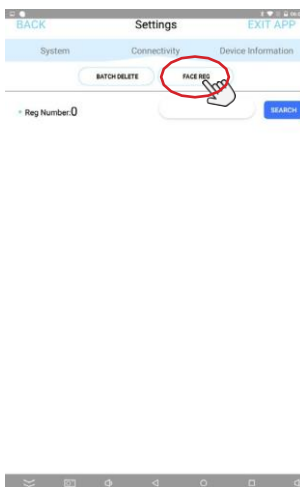 BACK Settings EXIT APP
System Connectivity Device Information
BATCH DELETE FACE REG
Reg Number:0 SEARCH